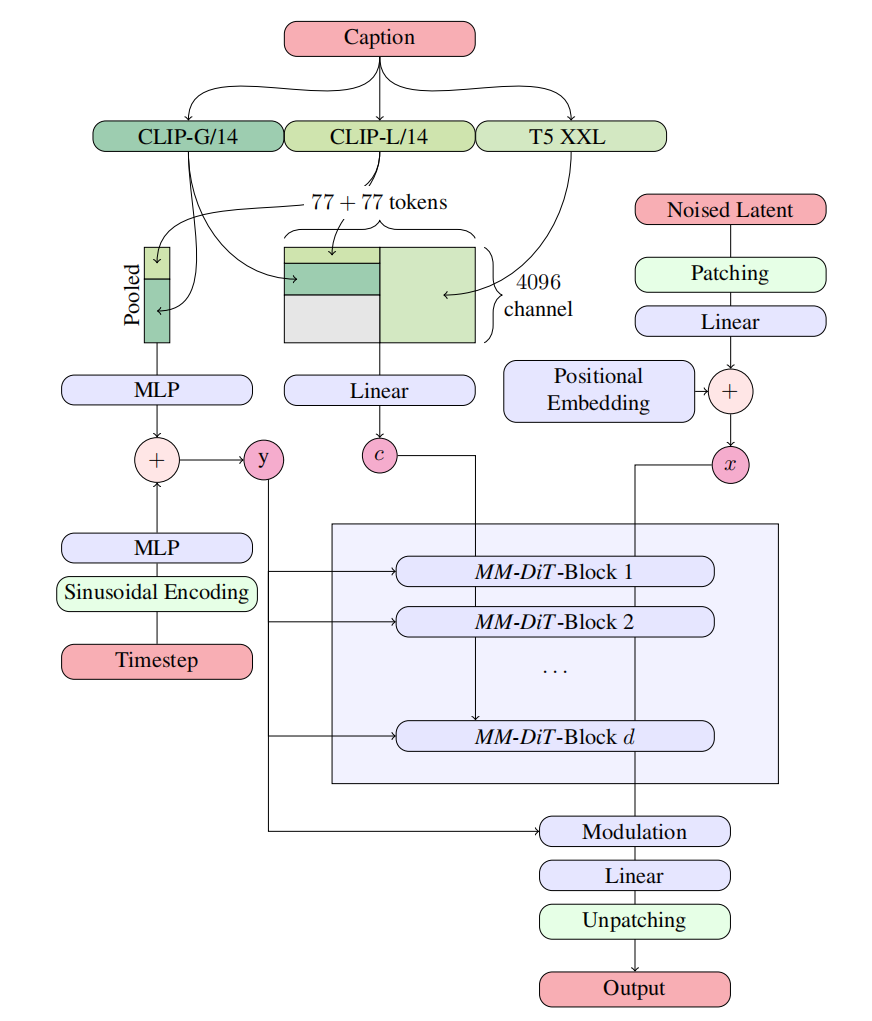 Caption
CLIP-G/14
CLIP-L/14
T5 XXL
77 + 77 tokens
Noised Latent
Pooled
4096
channel
Patching
Linear
MLP
Linear
Positional
Embedding
+
+
y
c
x
MLP
Sinusoidal Encoding
Timestep
MM-DiT-Block 1
MM-DiT-Block 2
. . .
MM-DiT-Block d
Modulation
Linear
Unpatching
Output